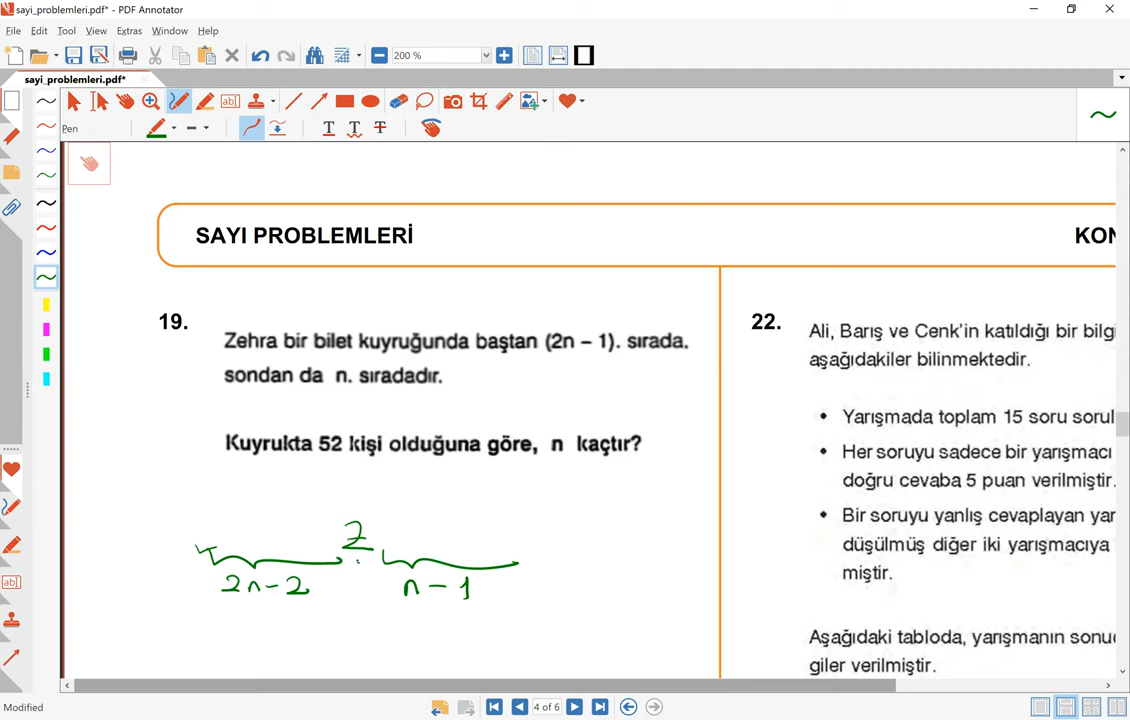 sayi_problemleri.pdf* - PDF Annotator
File Edit Tool View Extras Window Help
200 %
sayi_problemleri.pdf*
Pen
SAYI PROBLEMLERİ
KON
19.
Zehra bir bilet kuyruğunda baştan (2n – 1). sırada,
sondan da n. sıradadır.
Kuyrukta 52 kişi olduğuna göre, n kaçtır?
Z
2n-2
n-1
22.
Ali, Barış ve Cenk'in katıldığı bir bilg
aşağıdakiler bilinmektedir.
• Yarışmada toplam 15 soru sorul
• Her soruyu sadece bir yarışmacı
doğru cevaba 5 puan verilmiştir.
• Bir soruyu yanlış cevaplayan yar
düşülmüş diğer iki yarışmacıya
miştir.
Aşağıdaki tabloda, yarışmanın sonuc
giler verilmiştir.
4 of 6
Modified